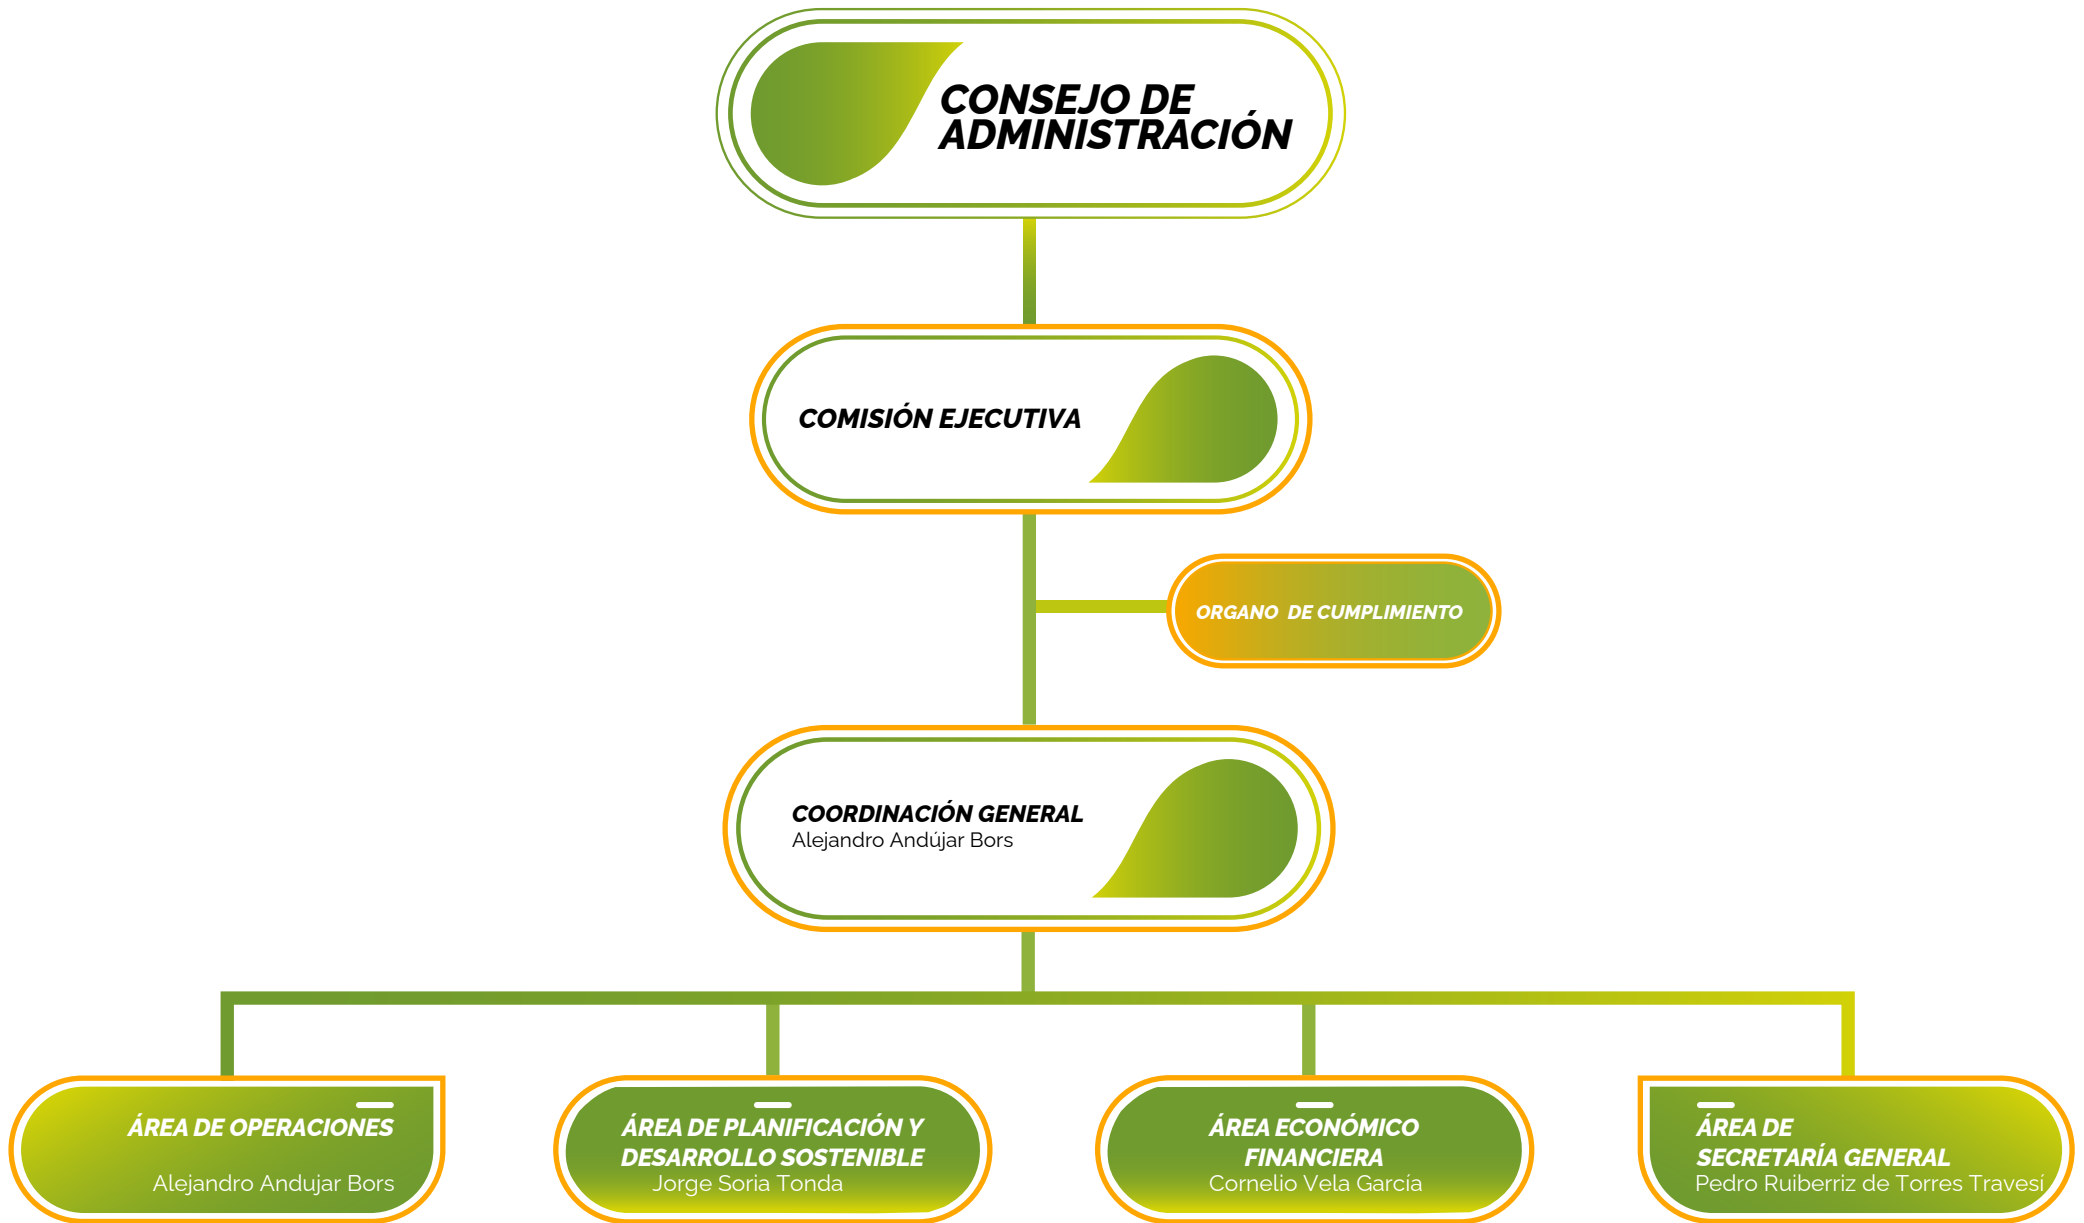 CONSEJO DE
ADMINISTRACIÓN
COMISIÓN EJECUTIVA
ORGANO DE CUMPLIMIENTO
COORDINACIÓN GENERAL
Alejandro Andújar Bors
ÁREA DE OPERACIONES
Alejandro Andujar Bors
ÁREA DE PLANIFICACIÓN Y
DESARROLLO SOSTENIBLE
Jorge Soria Tonda
ÁREA ECONÓMICO
FINANCIERA
Cornelio Vela García
ÁREA DE
SECRETARÍA GENERAL
Pedro Ruiberriz de Torres Travesí